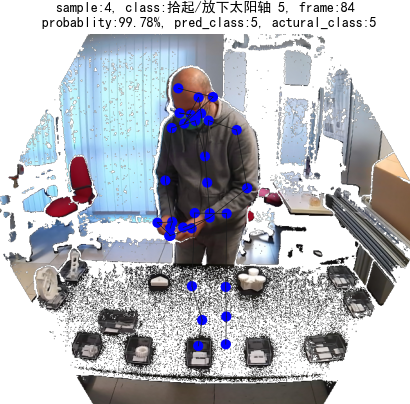 sample:4, class:拾起/放下太阳轴 5, frame:84
probablity:99.78%, pred_class:5, actural_class:5